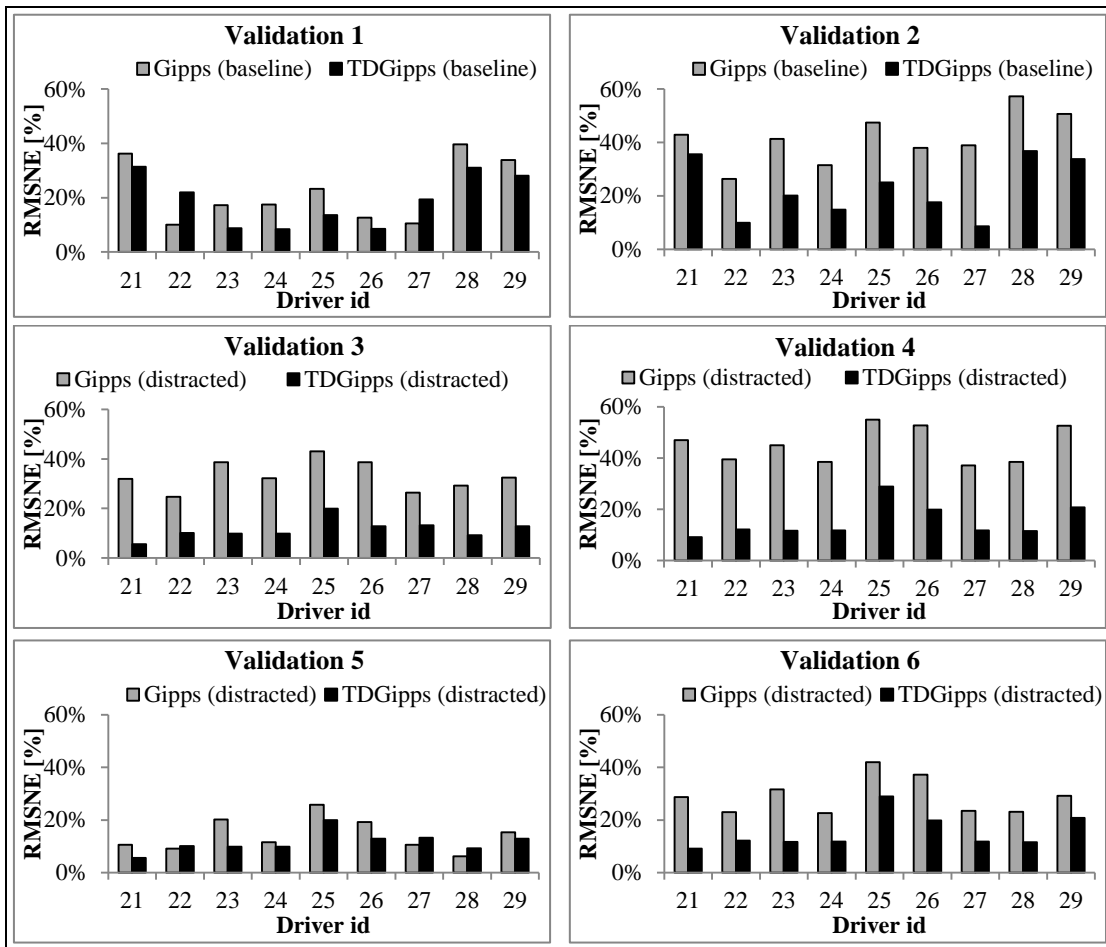 Validation 1
Gipps (baseline) TDGipps (baseline)
RMSNE [%]
60%
40%
20%
0%
21 22 23 24 25 26 27 28 29
Driver id
Validation 2
Gipps (baseline) TDGipps (baseline)
RMSNE [%]
60%
40%
20%
0%
21 22 23 24 25 26 27 28 29
Driver id
Validation 3
Gipps (distracted) TDGipps (distracted)
RMSNE [%]
60%
40%
20%
0%
21 22 23 24 25 26 27 28 29
Driver id
Validation 4
Gipps (distracted) TDGipps (distracted)
RMSNE [%]
60%
40%
20%
0%
21 22 23 24 25 26 27 28 29
Driver id
Validation 5
Gipps (distracted) TDGipps (distracted)
RMSNE [%]
60%
40%
20%
0%
21 22 23 24 25 26 27 28 29
Driver id
Validation 6
Gipps (distracted) TDGipps (distracted)
RMSNE [%]
60%
40%
20%
0%
21 22 23 24 25 26 27 28 29
Driver id